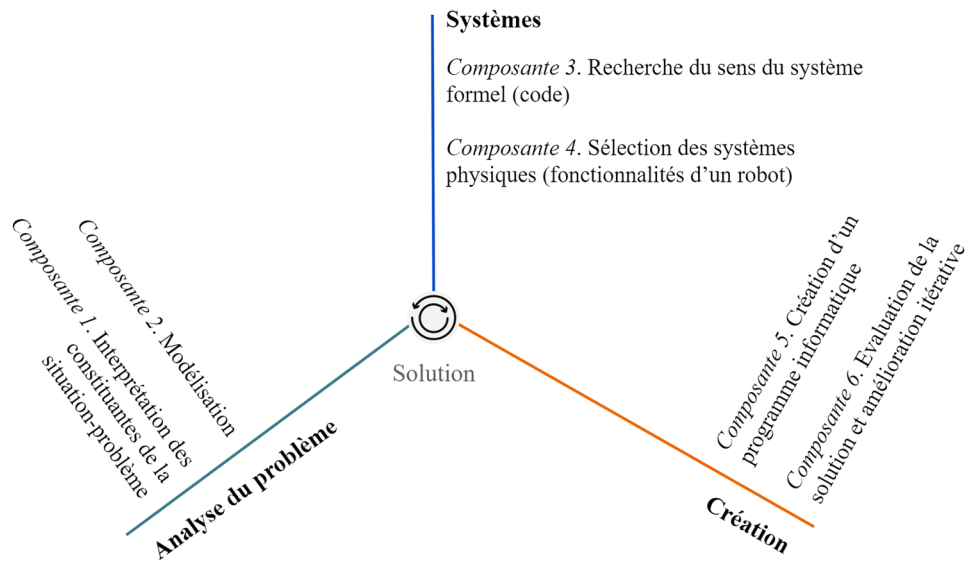 Systèmes
Composante 3. Recherche du sens du système
formel (code)
Composante 4. Sélection des systèmes
physiques (fonctionnalités d’un robot)
Composante 1. Interprétation des
constituantes de la
situation-problème
Composante 2. Modélisation
Analyse du problème
Solution
Composante 5. Création d’un
programme informatique
Composante 6. Evaluation de la
solution et amélioration itérative
Création